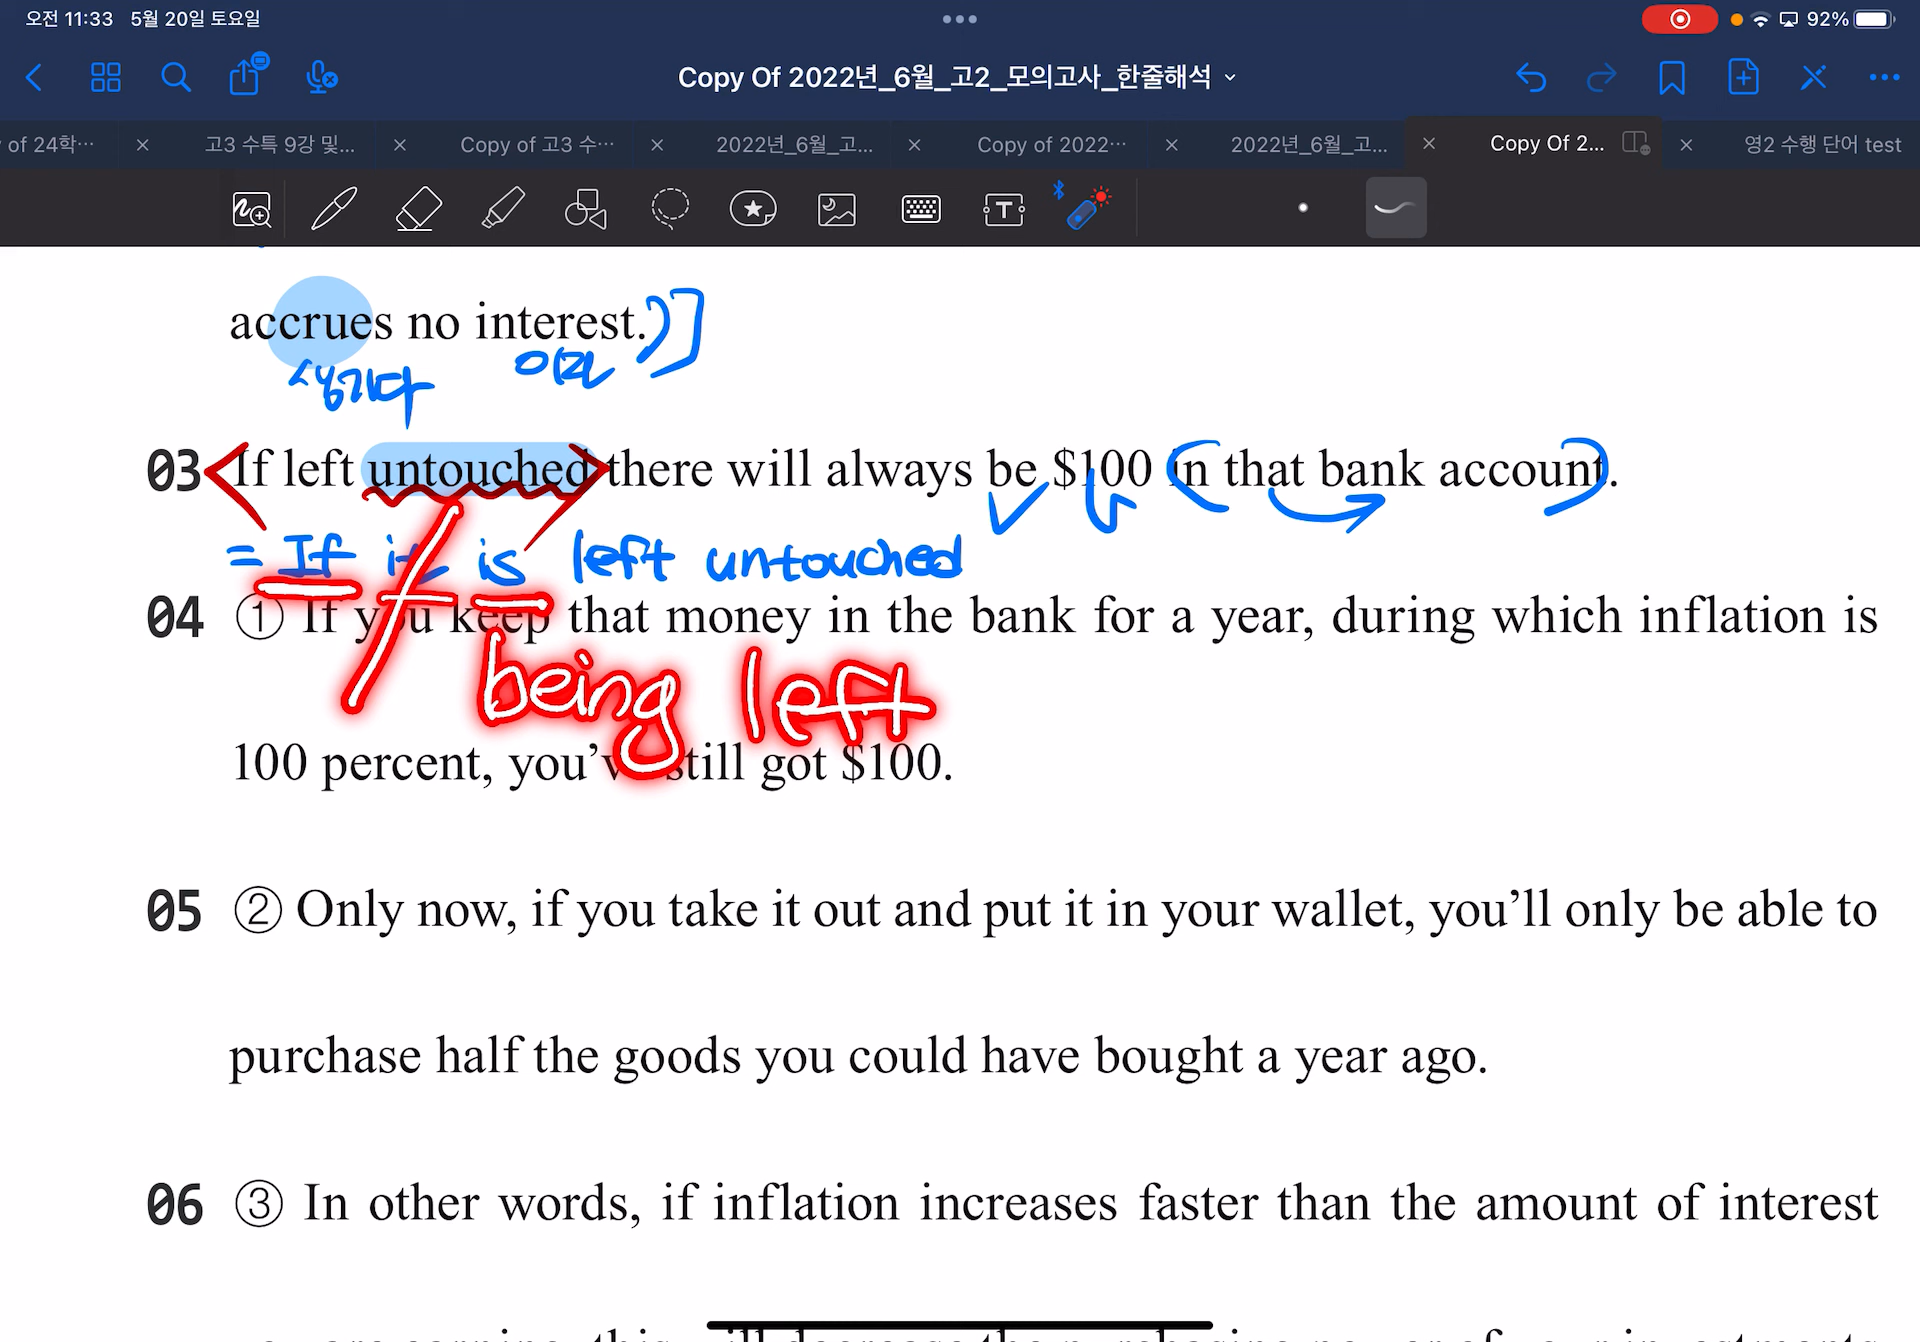 오전 11:33 5월 20일 토요일
92%
Copy Of 2022년_6월_고2_모의고사_한줄해석
of 24학… 고3 수특 9강 및... Copy of 고3 수… 2022년_6월_고... Copy of 2022… 2022년_6월_고... Copy Of 2... 영2 수행 단어 test
accrues no interest.)]
생기다 이자
03 <If left untouched> there will always be $100 (in that bank account).
= If it is left untouched
04 ① If you keep that money in the bank for a year, during which inflation is
being left
100 percent, you’ still got $100.
05 ② Only now, if you take it out and put it in your wallet, you’ll only be able to
purchase half the goods you could have bought a year ago.
06 ③ In other words, if inflation increases faster than the amount of interest